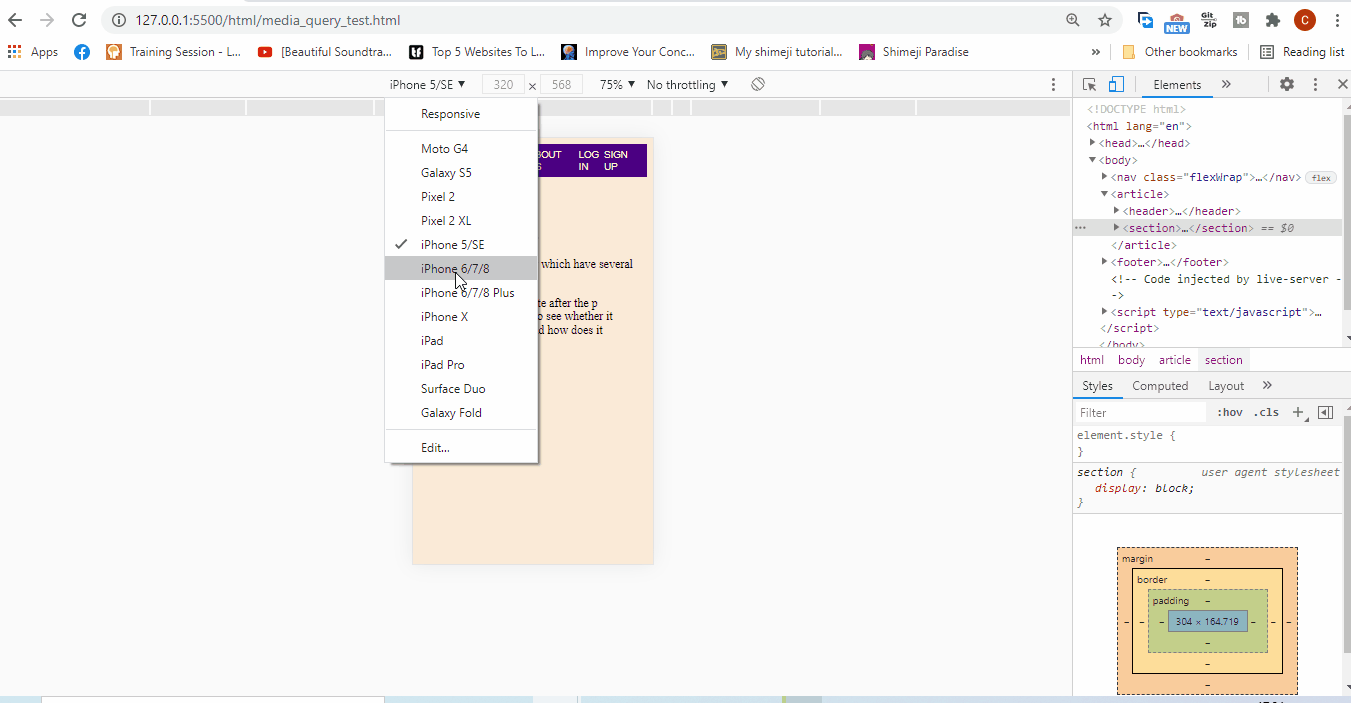 127.0.0.1:5500/html/media_query_test.html
Git Zip
NEW
tb
C
Apps
Training Session - L...
[Beautiful Soundtra...
Top 5 Websites To L...
Improve Your Conc...
My shimeji tutorial...
Shimeji Paradise
»
Other bookmarks
Reading list
iPhone 5/SE ▼ 320 × 568 75% ▼ No throttling ▼
Elements »
Responsive
Moto G4
Galaxy S5
Pixel 2
Pixel 2 XL
iPhone 5/SE
iPhone 6/7/8
iPhone 6/7/8 Plus
iPhone X
iPad
iPad Pro
Surface Duo
Galaxy Fold
Edit...
BOUT
LOG IN
SIGN UP
which have several
te after the p
o see whether it
d how does it
<!DOCTYPE html>
<html lang="en">
<head>…</head>
<body>
<nav class="flexWrap">…</nav> flex
<article>
<header>…</header>
<section>…</section> == $0
</article>
<footer>…</footer>
<!-- Code injected by live-server -
->
<script type="text/javascript">…
</script>
</body>
html body article section
Styles Computed Layout »
Filter :hov .cls +
element.style {
}
section { user agent stylesheet
display: block;
}
margin –
border –
padding –
– – – 304 × 164.719 – – –
–
–
–